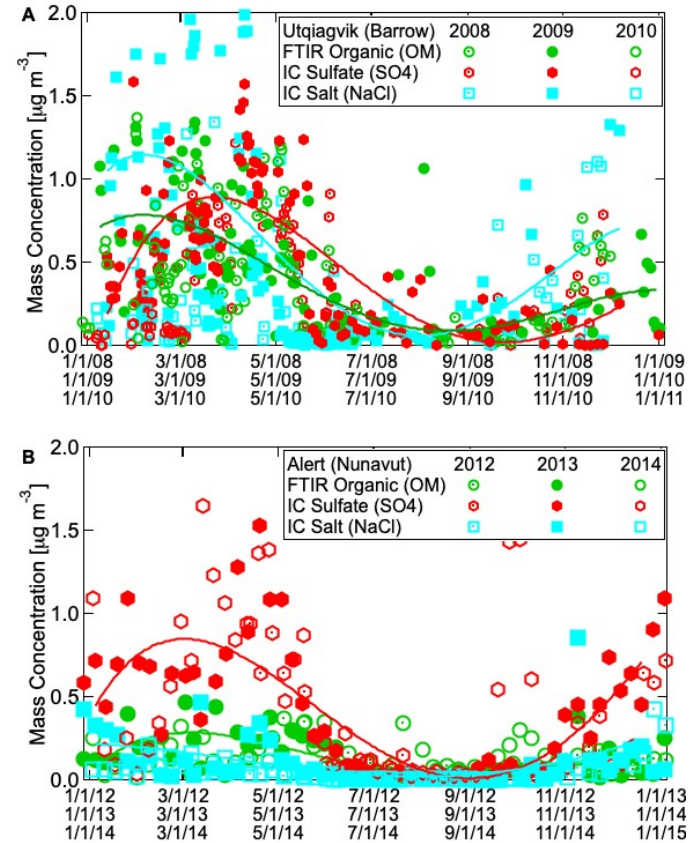 A
Utqiagvik (Barrow) 2008 2009 2010
FTIR Organic (OM)
IC Sulfate (SO4)
IC Salt (NaCl)
Mass Concentration [µg m⁻³]
2.0
1.5
1.0
0.5
0.0
1/1/08 3/1/08 5/1/08 7/1/08 9/1/08 11/1/08 1/1/09
1/1/09 3/1/09 5/1/09 7/1/09 9/1/09 11/1/09 1/1/10
1/1/10 3/1/10 5/1/10 7/1/10 9/1/10 11/1/10 1/1/11
B
Alert (Nunavut) 2012 2013 2014
FTIR Organic (OM)
IC Sulfate (SO4)
IC Salt (NaCl)
Mass Concentration [µg m⁻³]
2.0
1.5
1.0
0.5
0.0
1/1/12 3/1/12 5/1/12 7/1/12 9/1/12 11/1/12 1/1/13
1/1/13 3/1/13 5/1/13 7/1/13 9/1/13 11/1/13 1/1/14
1/1/14 3/1/14 5/1/14 7/1/14 9/1/14 11/1/14 1/1/15